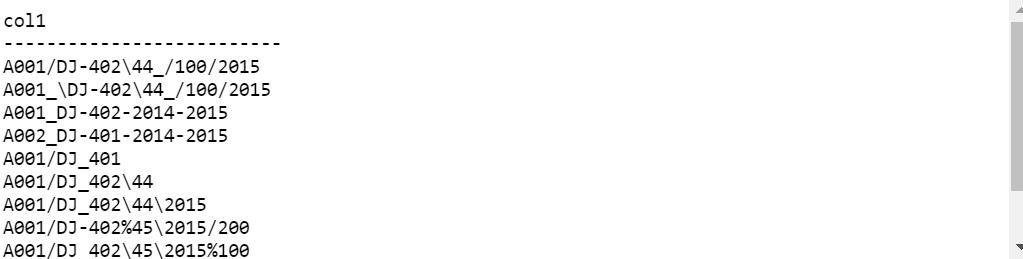 col1
--------------------------
A001/DJ-402\44_/100/2015
A001_\DJ-402\44_/100/2015
A001_DJ-402-2014-2015
A002_DJ-401-2014-2015
A001/DJ_401
A001/DJ_402\44
A001/DJ_402\44\2015
A001/DJ-402%45\2015/200
A001/DJ 402\45\2015%100